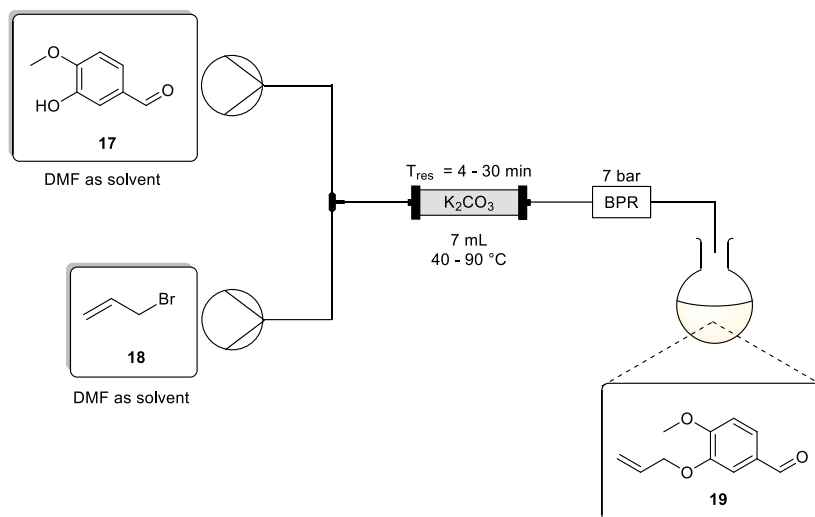 O
HO
O
17
DMF as solvent
Br
18
DMF as solvent
Tres = 4 - 30 min
K2CO3
7 mL
40 - 90 °C
7 bar
BPR
O
O
O
19